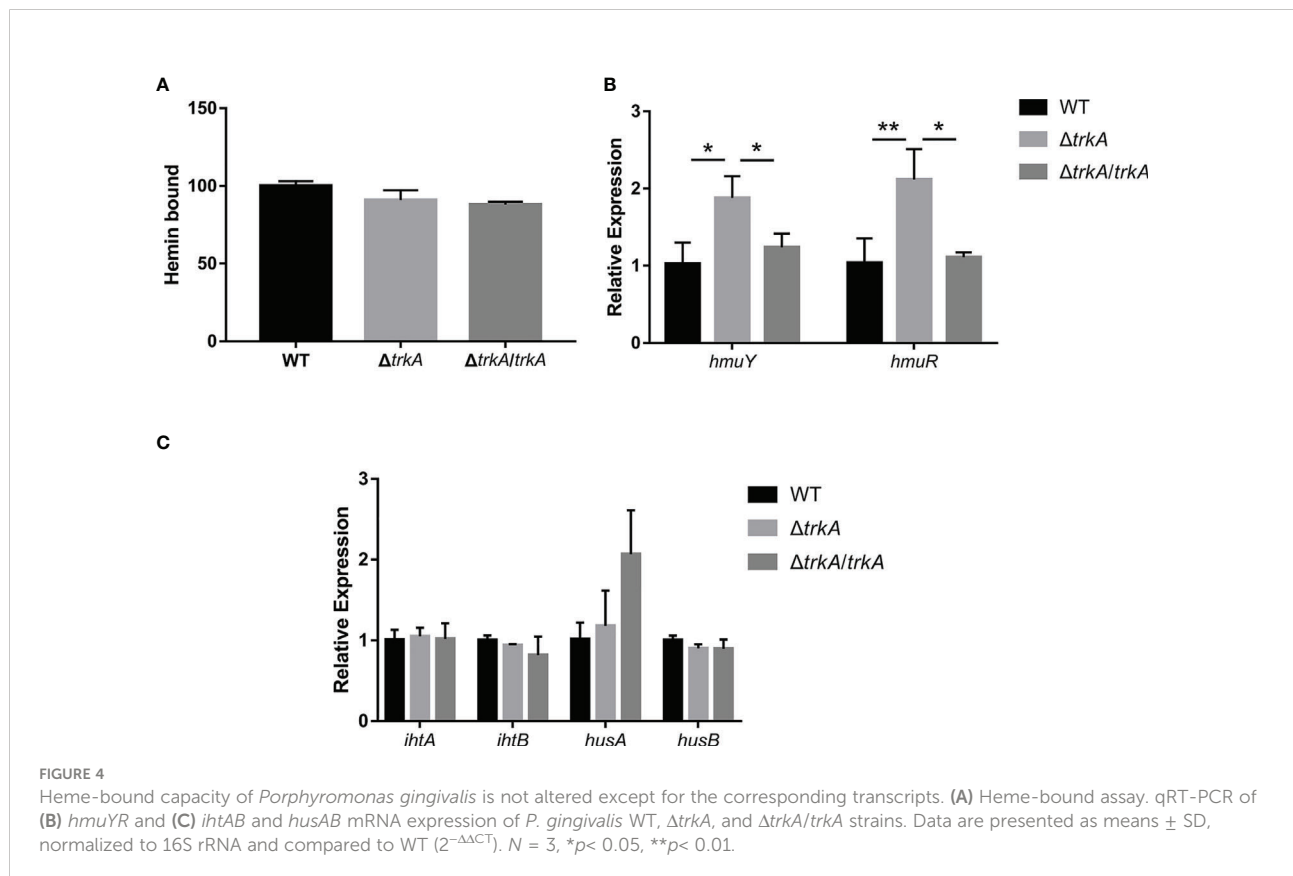 A
150
100
50
0
Hemin bound
WT
ΔtrkA
ΔtrkA/trkA
B
3
2
1
0
Relative Expression
* *
** *
hmuY
hmuR
WT
ΔtrkA
ΔtrkA/trkA
C
3
2
1
0
Relative Expression
ihtA
ihtB
husA
husB
WT
ΔtrkA
ΔtrkA/trkA
FIGURE 4
Heme-bound capacity of Porphyromonas gingivalis is not altered except for the corresponding transcripts. (A) Heme-bound assay. qRT-PCR of
(B) hmuYR and (C) ihtAB and husAB mRNA expression of P. gingivalis WT, ΔtrkA, and ΔtrkA/trkA strains. Data are presented as means ± SD,
normalized to 16S rRNA and compared to WT (2⁻ΔΔCT). N = 3, *p< 0.05, **p< 0.01.